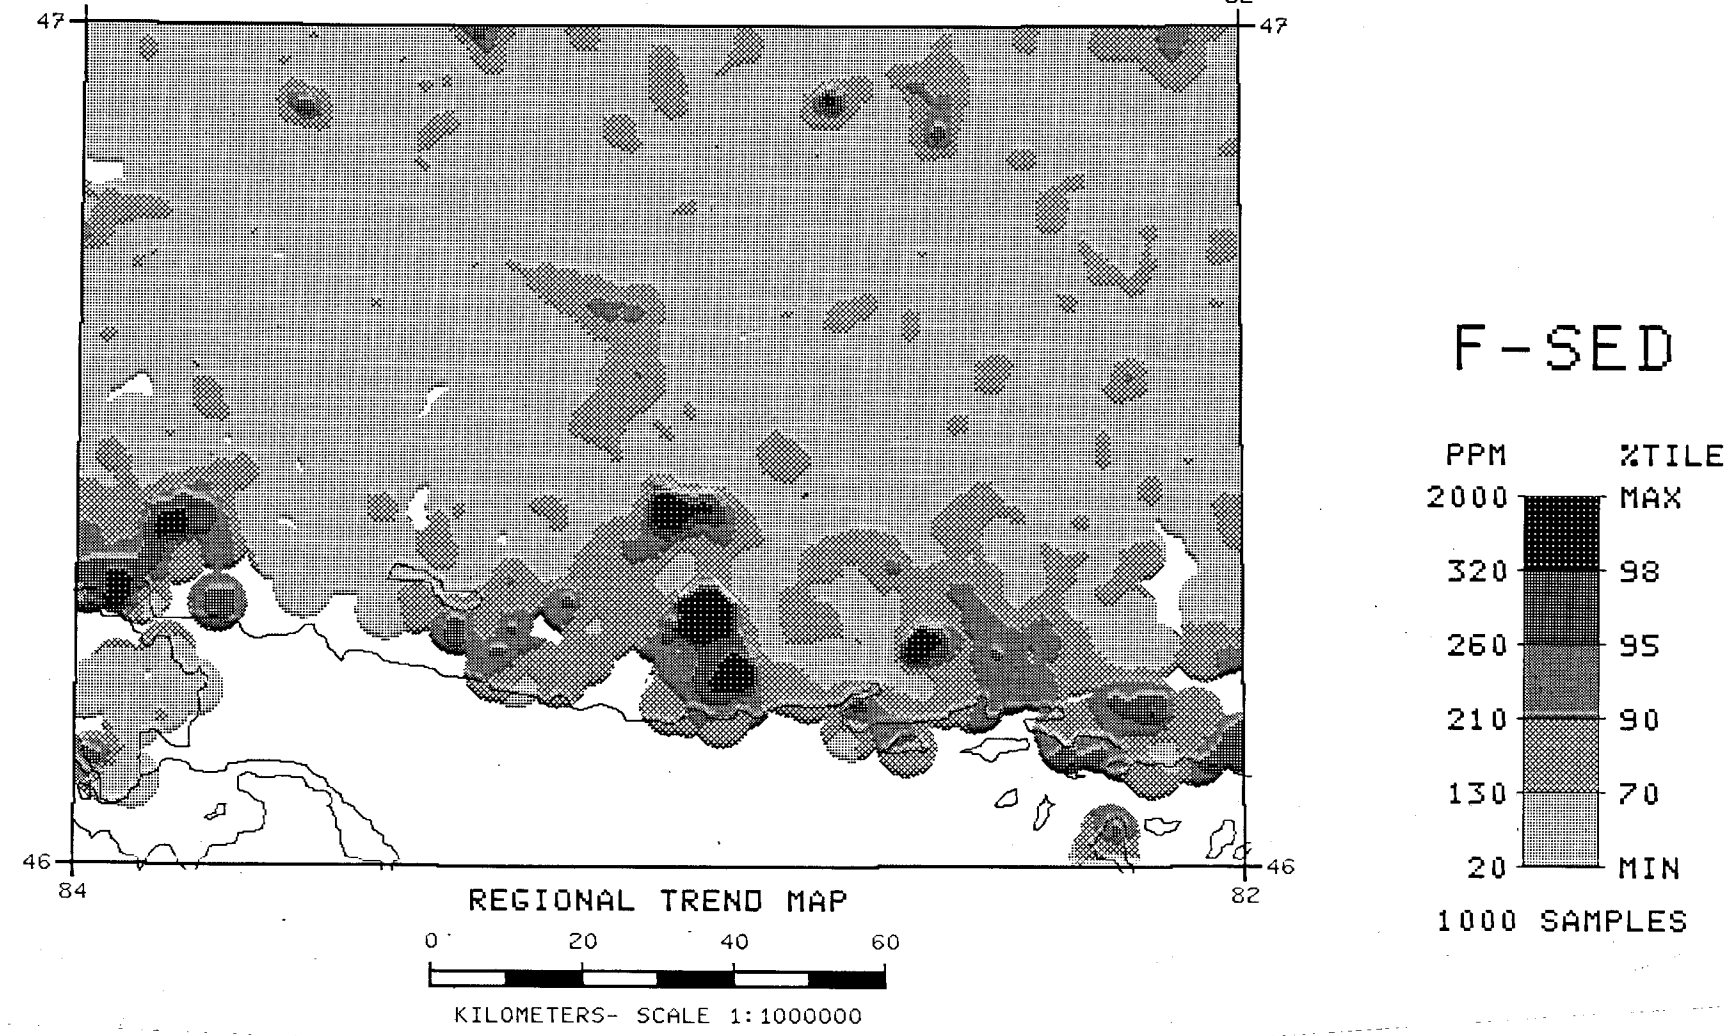 47 47
F-SED
PPM %TILE
2000 MAX
320 98
260 95
210 90
130 70
20 MIN
1000 SAMPLES
46 46
84 82
REGIONAL TREND MAP
0 20 40 60
KILOMETERS- SCALE 1:1000000